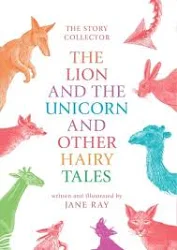 THE STORY
COLLECTOR
THE LION
AND THE
UNICORN
AND OTHER
HAIRY
TALES
written and illustrated by
JANE RAY